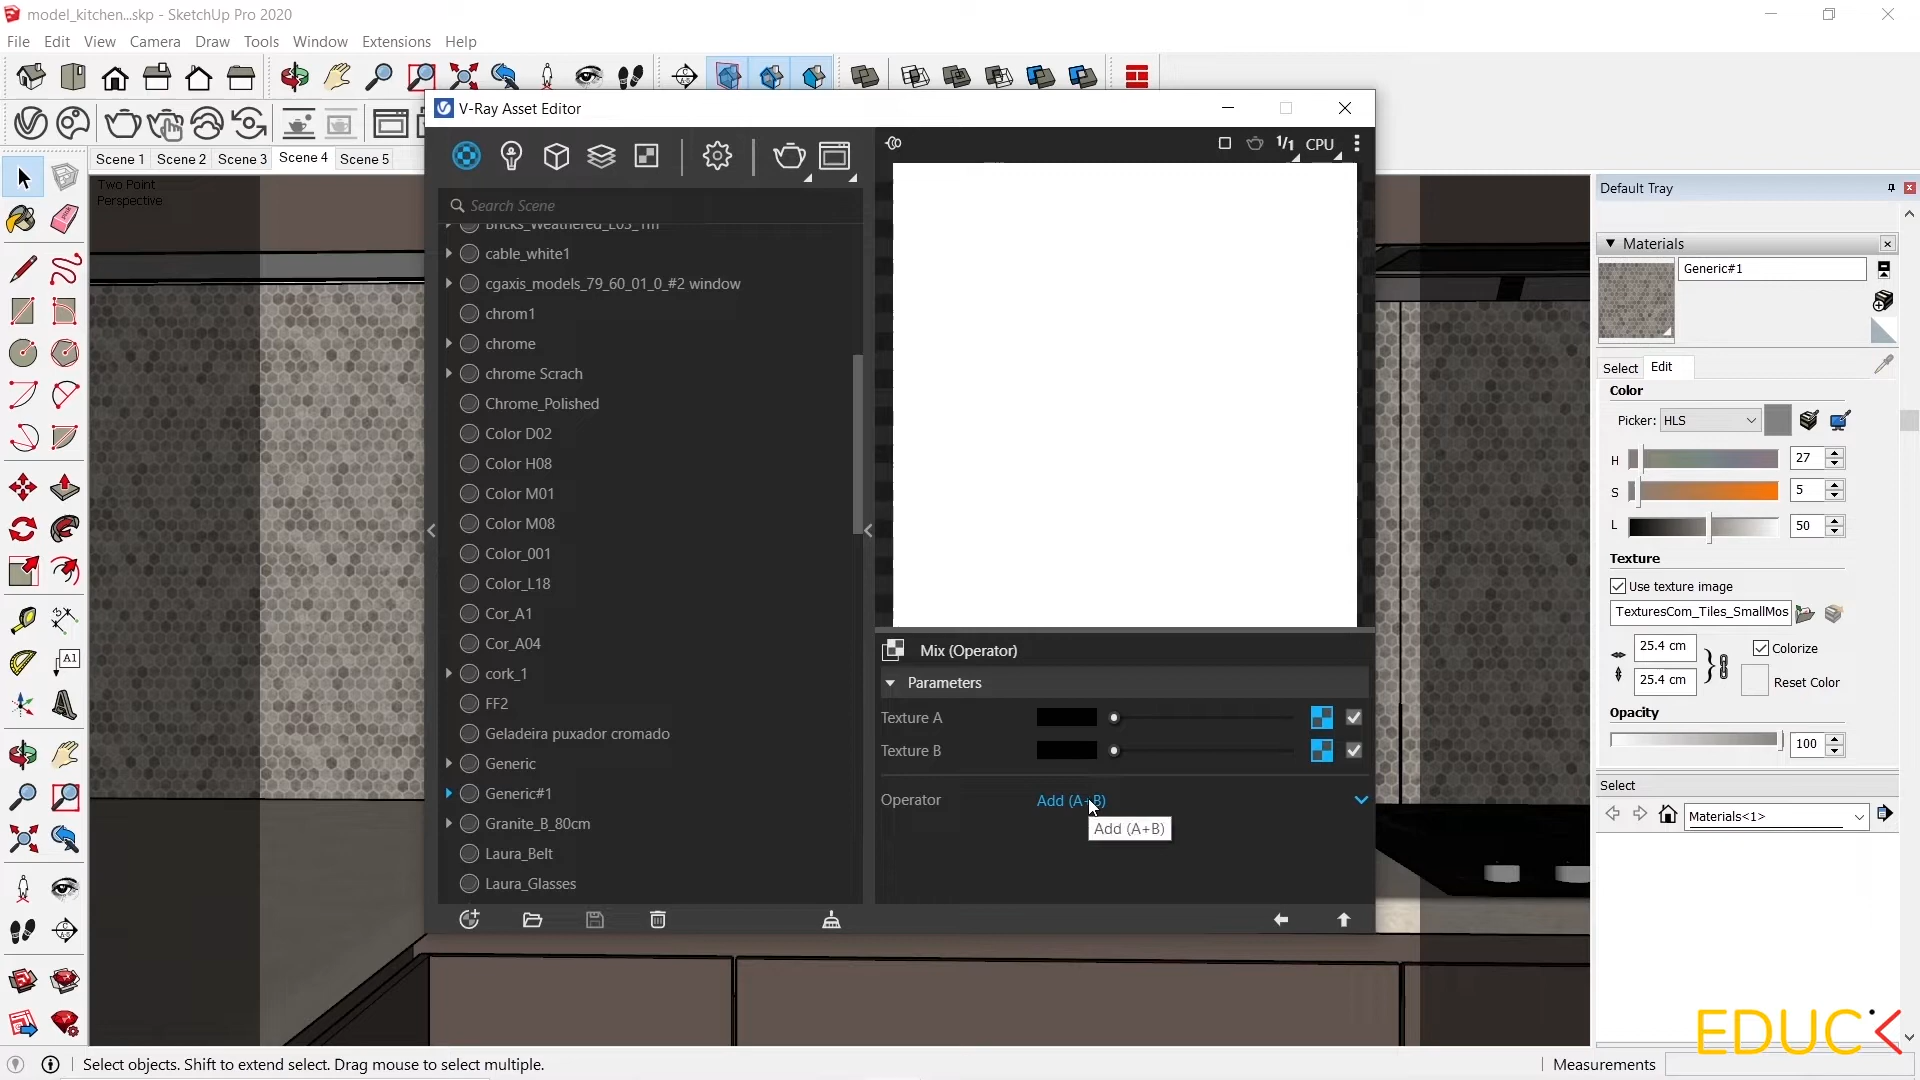 model_kitchen...skp - SketchUp Pro 2020
File Edit View Camera Draw Tools Window Extensions Help
V-Ray Asset Editor
Scene 1 Scene 2 Scene 3 Scene 4 Scene 5
Two Point
Perspective
1/1 CPU
Search Scene
Bricks_Weathered_L03_1m
cable_white1
cgaxis_models_79_60_01_0_#2 window
chrom1
chrome
chrome Scrach
Chrome_Polished
Color D02
Color H08
Color M01
Color M08
Color_001
Color_L18
Cor_A1
Cor_A04
cork_1
FF2
Geladeira puxador cromado
Generic
Generic#1
Granite_B_80cm
Laura_Belt
Laura_Glasses
Mix (Operator)
Parameters
Texture A
Texture B
Operator Add (A+B)
Add (A+B)
Default Tray
Materials
Generic#1
Select Edit
Color
Picker: HLS
H 27
S 5
L 50
Texture
Use texture image
TexturesCom_Tiles_SmallMos
25.4 cm Colorize
25.4 cm Reset Color
Opacity
100
Select
Materials<1>
A1
EDUC
Select objects. Shift to extend select. Drag mouse to select multiple.
Measurements